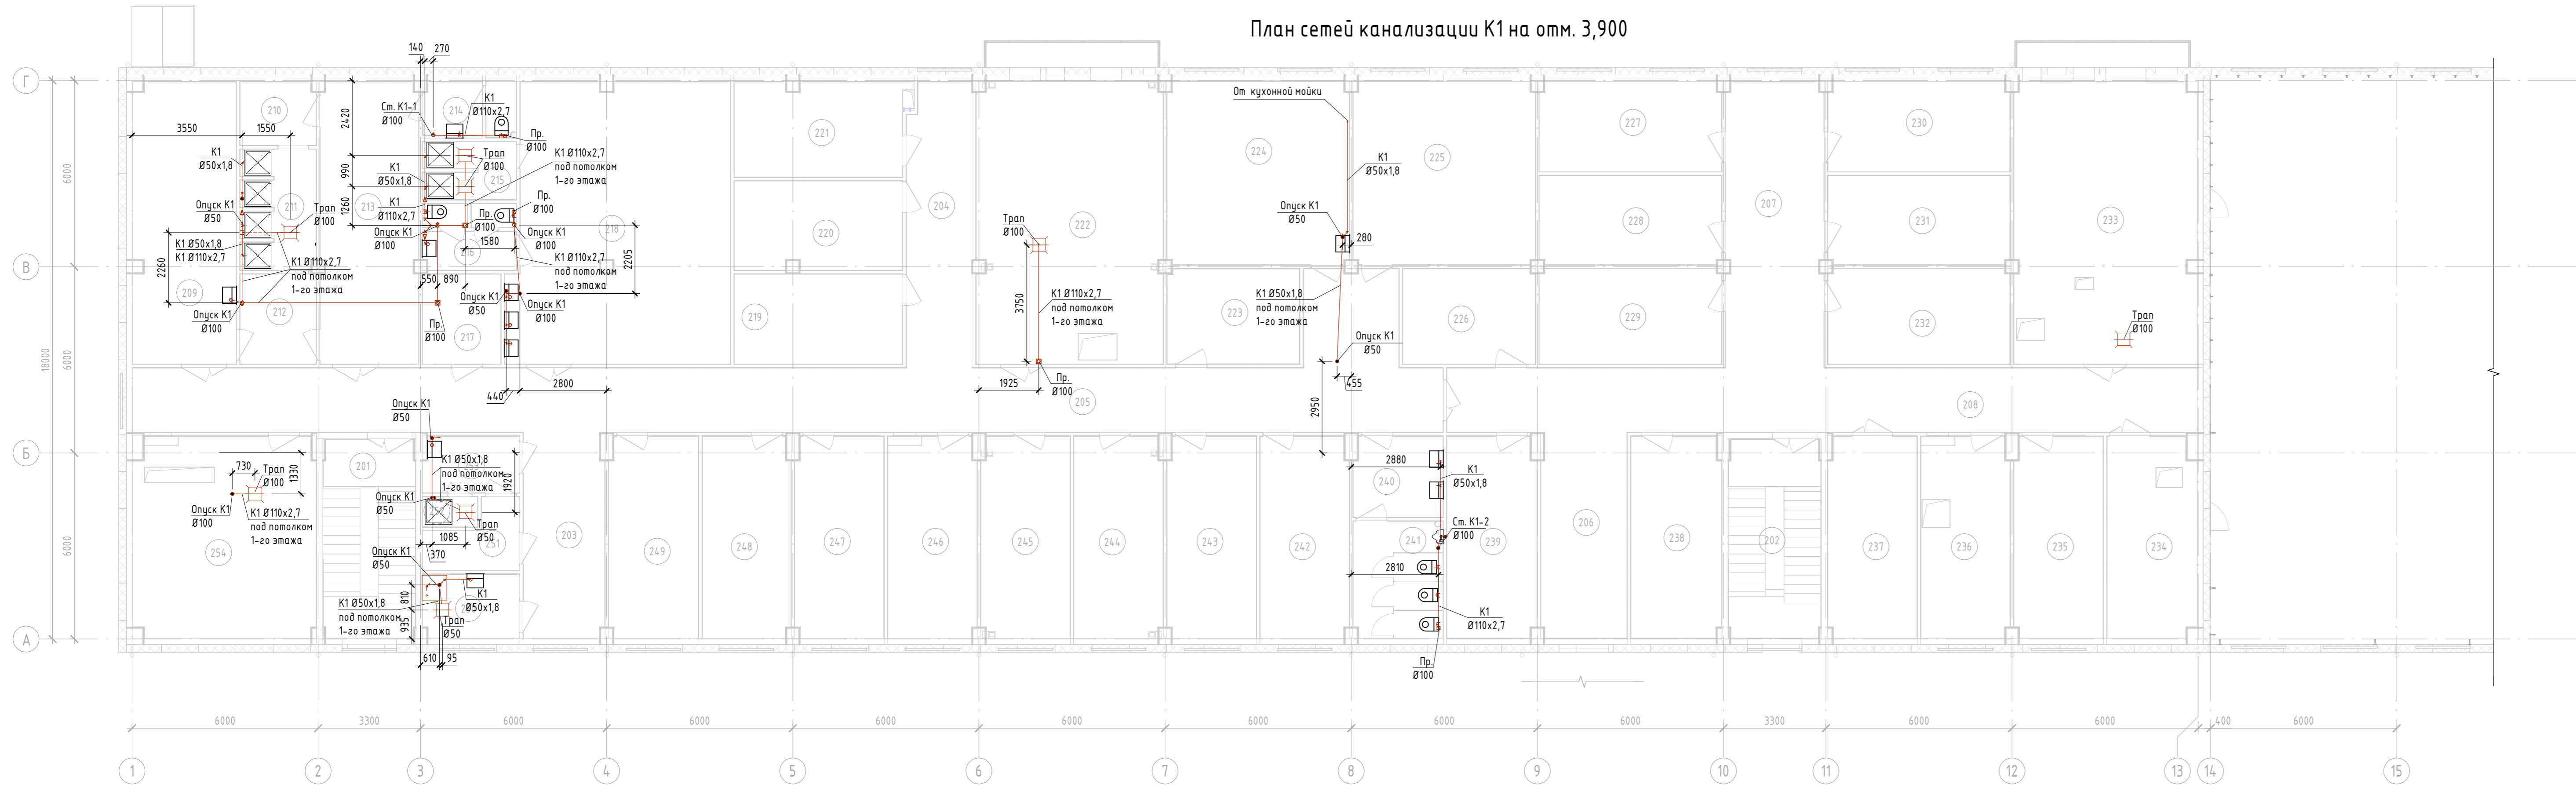 План сетей канализации К1 на отм. 3,900
140
270
Г
Ст. К1-1
Ø100
К1
Ø110х2,7
210
214
2420
Пр.
Ø100
3550
1550
221
От кухонной мойки
227
230
К1
Ø50х1,8
К1
Ø50х1,8
Трап
Ø100
К1 Ø110х2,7
под потолком
1-го этажа
990
215
224
К1
Ø50х1,8
225
6000
Опуск К1
Ø50
211
Трап
Ø100
213
1260
К1
Ø110х2,7
Пр.
Ø100
Пр.
Ø100
204
207
Опуск К1
Ø50
Трап
Ø100
222
228
231
233
218
220
Опуск К1
Ø100
Опуск К1
Ø100
1580
280
К1 Ø50х1,8
К1 Ø110х2,7
216
2205
2260
К1 Ø110х2,7
под потолком
1-го этажа
К1 Ø110х2,7
под потолком
1-го этажа
В
550
890
209
212
Опуск К1
Ø50
Опуск К1
Ø100
Опуск К1
Ø100
Пр.
Ø100
217
219
3750
К1 Ø110х2,7
под потолком
1-го этажа
223
К1 Ø50х1,8
под потолком
1-го этажа
226
229
232
Трап
Ø100
Опуск К1
Ø50
18000
6000
440
2800
1925
Пр.
Ø100
455
205
2950
208
Опуск К1
Ø50
Б
201
730
Трап
Ø100
1330
К1 Ø50х1,8
под потолком
1-го этажа
1920
2880
К1
Ø50х1,8
240
Опуск К1
Ø100
К1 Ø110х2,7
под потолком
1-го этажа
Опуск К1
Ø50
Трап
Ø50
Ст. К1-2
Ø100
206
254
1085
370
251
203
249
248
247
246
245
244
243
242
241
239
238
202
237
236
235
234
Опуск К1
Ø50
2810
6000
810
935
К1 Ø50х1,8
под потолком
1-го этажа
К1
Ø50х1,8
Трап
Ø50
К1
Ø110х2,7
А
610
95
Пр.
Ø100
6000
3300
6000
6000
6000
6000
6000
6000
6000
3300
6000
6000
400
6000
1
2
3
4
5
6
7
8
9
10
11
12
13
14
15